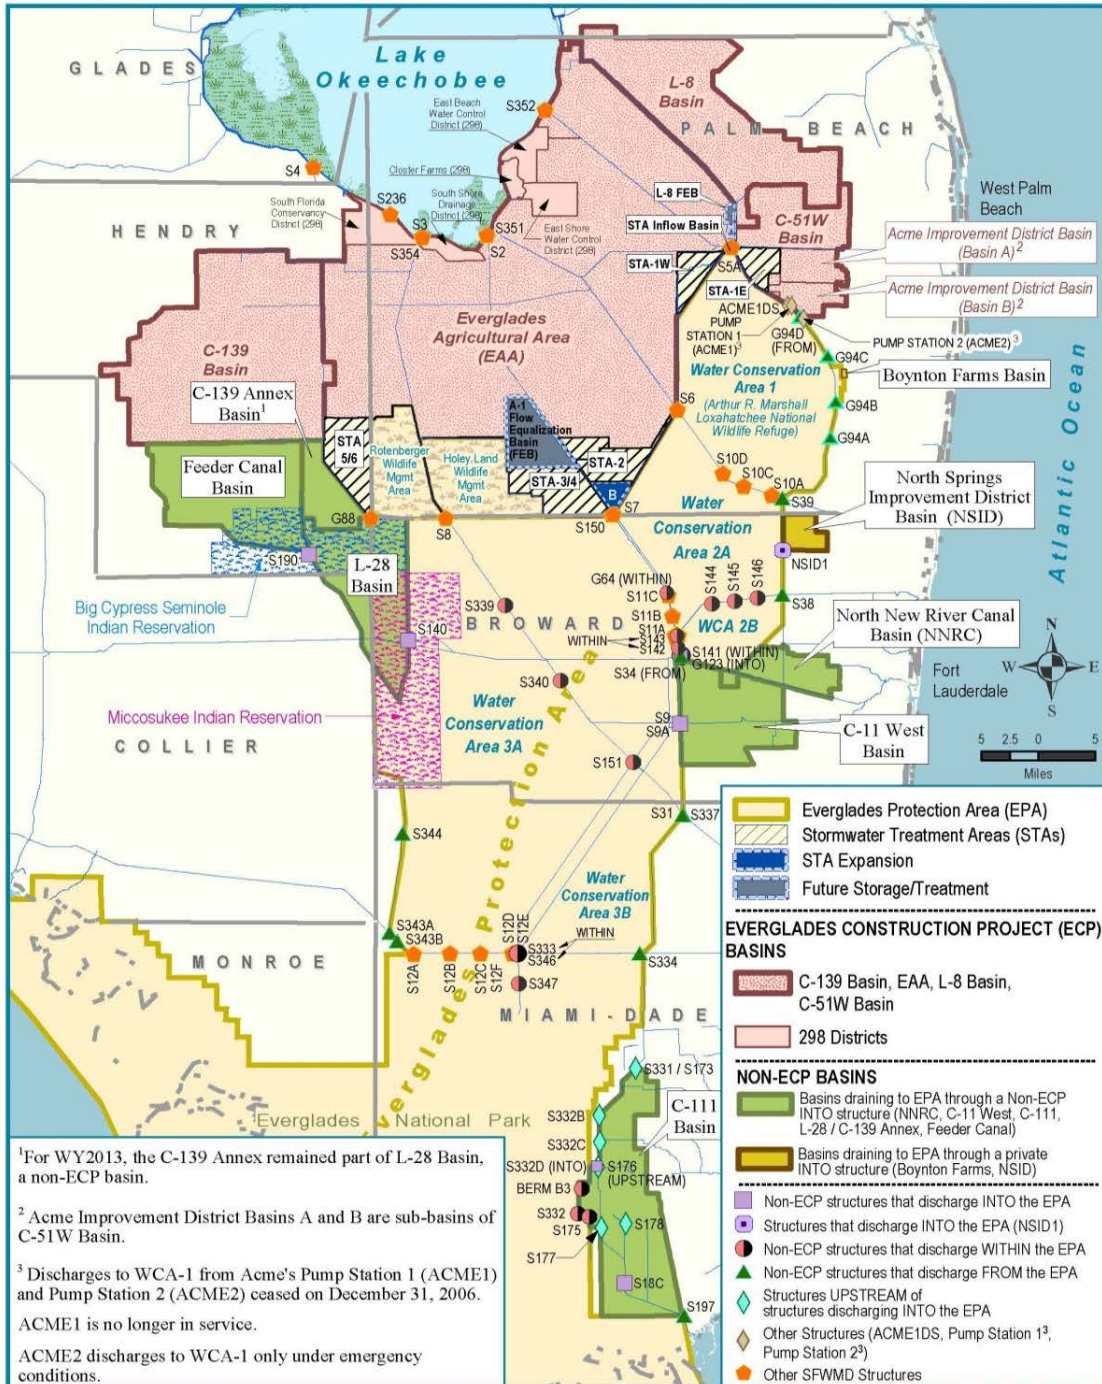 Lake
Okeechobee
GLADES
HENDRY
PALM BEACH
BROWARD
COLLIER
MONROE
MIAMI-DADE
L-8
Basin
East Beach
Water Control
District (298)
S352
Closter Farms (298)
South Shore
Drainage
District (298)
S4
S236
S3
S354
S2
S351
South Florida
Conservancy
District (298)
East Shore
Water Control
District (298)
L-8 FEB
STA Inflow Basin
C-51W
Basin
West Palm
Beach
STA-1W
S5A
STA-1E
Acme Improvement District Basin
(Basin A)2
Acme Improvement District Basin
(Basin B)2
ACME1DS
PUMP
STATION 1
(ACME1)3
G94D
(FROM)
PUMP STATION 2 (ACME2) 3
Everglades
Agricultural Area
(EAA)
C-139
Basin
C-139 Annex
Basin1
G94C
Boynton Farms Basin
Water Conservation
Area 1
(Arthur R. Marshall
Loxahatchee National
Wildlife Refuge)
G94B
G94A
S6
A-1
Flow
Equalization
Basin
(FEB)
STA
5/6
Rotenberger
Wildlife
Mgmt
Area
Holey Land
Wildlife
Mgmt
Area
STA-2
STA-3/4
B
S10D
S10C
S10A
S39
Feeder Canal
Basin
North Springs
Improvement District
Basin (NSID)
Atlantic Ocean
G88
S8
S7
S150
Water
Conservation
Area 2A
NSID1
S190
L-28
Basin
Big Cypress Seminole
Indian Reservation
G64 (WITHIN)
S11C
S11B
S11A
S144
S145
S146
S38
S339
WITHIN
S143
S142
WCA 2B
North New River Canal
Basin (NNRC)
S140
S141 (WITHIN)
G123 (INTO)
S34 (FROM)
Fort
Lauderdale
N
W
E
S
S340
Miccosukee Indian Reservation
Water
Conservation
Area 3A
S9
S9A
C-11 West
Basin
5 2.5 0 5
Miles
S151
S31
S337
S344
Water
Conservation
Area 3B
Everglades Protection Area
S343A
S343B
S12A
S12B
S12C
S12F
S12D
S12E
S333
S346
WITHIN
S334
S347
S331 / S173
Everglades National Park
C-111
Basin
S332B
S332C
S332D (INTO)
S176
(UPSTREAM)
BERM B3
S332
S175
S178
S177
S18C
S197
Everglades Protection Area (EPA)
Stormwater Treatment Areas (STAs)
STA Expansion
Future Storage/Treatment
EVERGLADES CONSTRUCTION PROJECT (ECP)
BASINS
C-139 Basin, EAA, L-8 Basin,
C-51W Basin
298 Districts
NON-ECP BASINS
Basins draining to EPA through a Non-ECP
INTO structure (NNRC, C-11 West, C-111,
L-28 / C-139 Annex, Feeder Canal)
Basins draining to EPA through a private
INTO structure (Boynton Farms, NSID)
Non-ECP structures that discharge INTO the EPA
Structures that discharge INTO the EPA (NSID1)
Non-ECP structures that discharge WITHIN the EPA
Non-ECP structures that discharge FROM the EPA
Structures UPSTREAM of
structures discharging INTO the EPA
Other Structures (ACME1DS, Pump Station 1³,
Pump Station 2³)
Other SFWMD Structures
1For WY2013, the C-139 Annex remained part of L-28 Basin,
a non-ECP basin.
2 Acme Improvement District Basins A and B are sub-basins of
C-51W Basin.
3 Discharges to WCA-1 from Acme's Pump Station 1 (ACME1)
and Pump Station 2 (ACME2) ceased on December 31, 2006.
ACME1 is no longer in service.
ACME2 discharges to WCA-1 only under emergency
conditions.